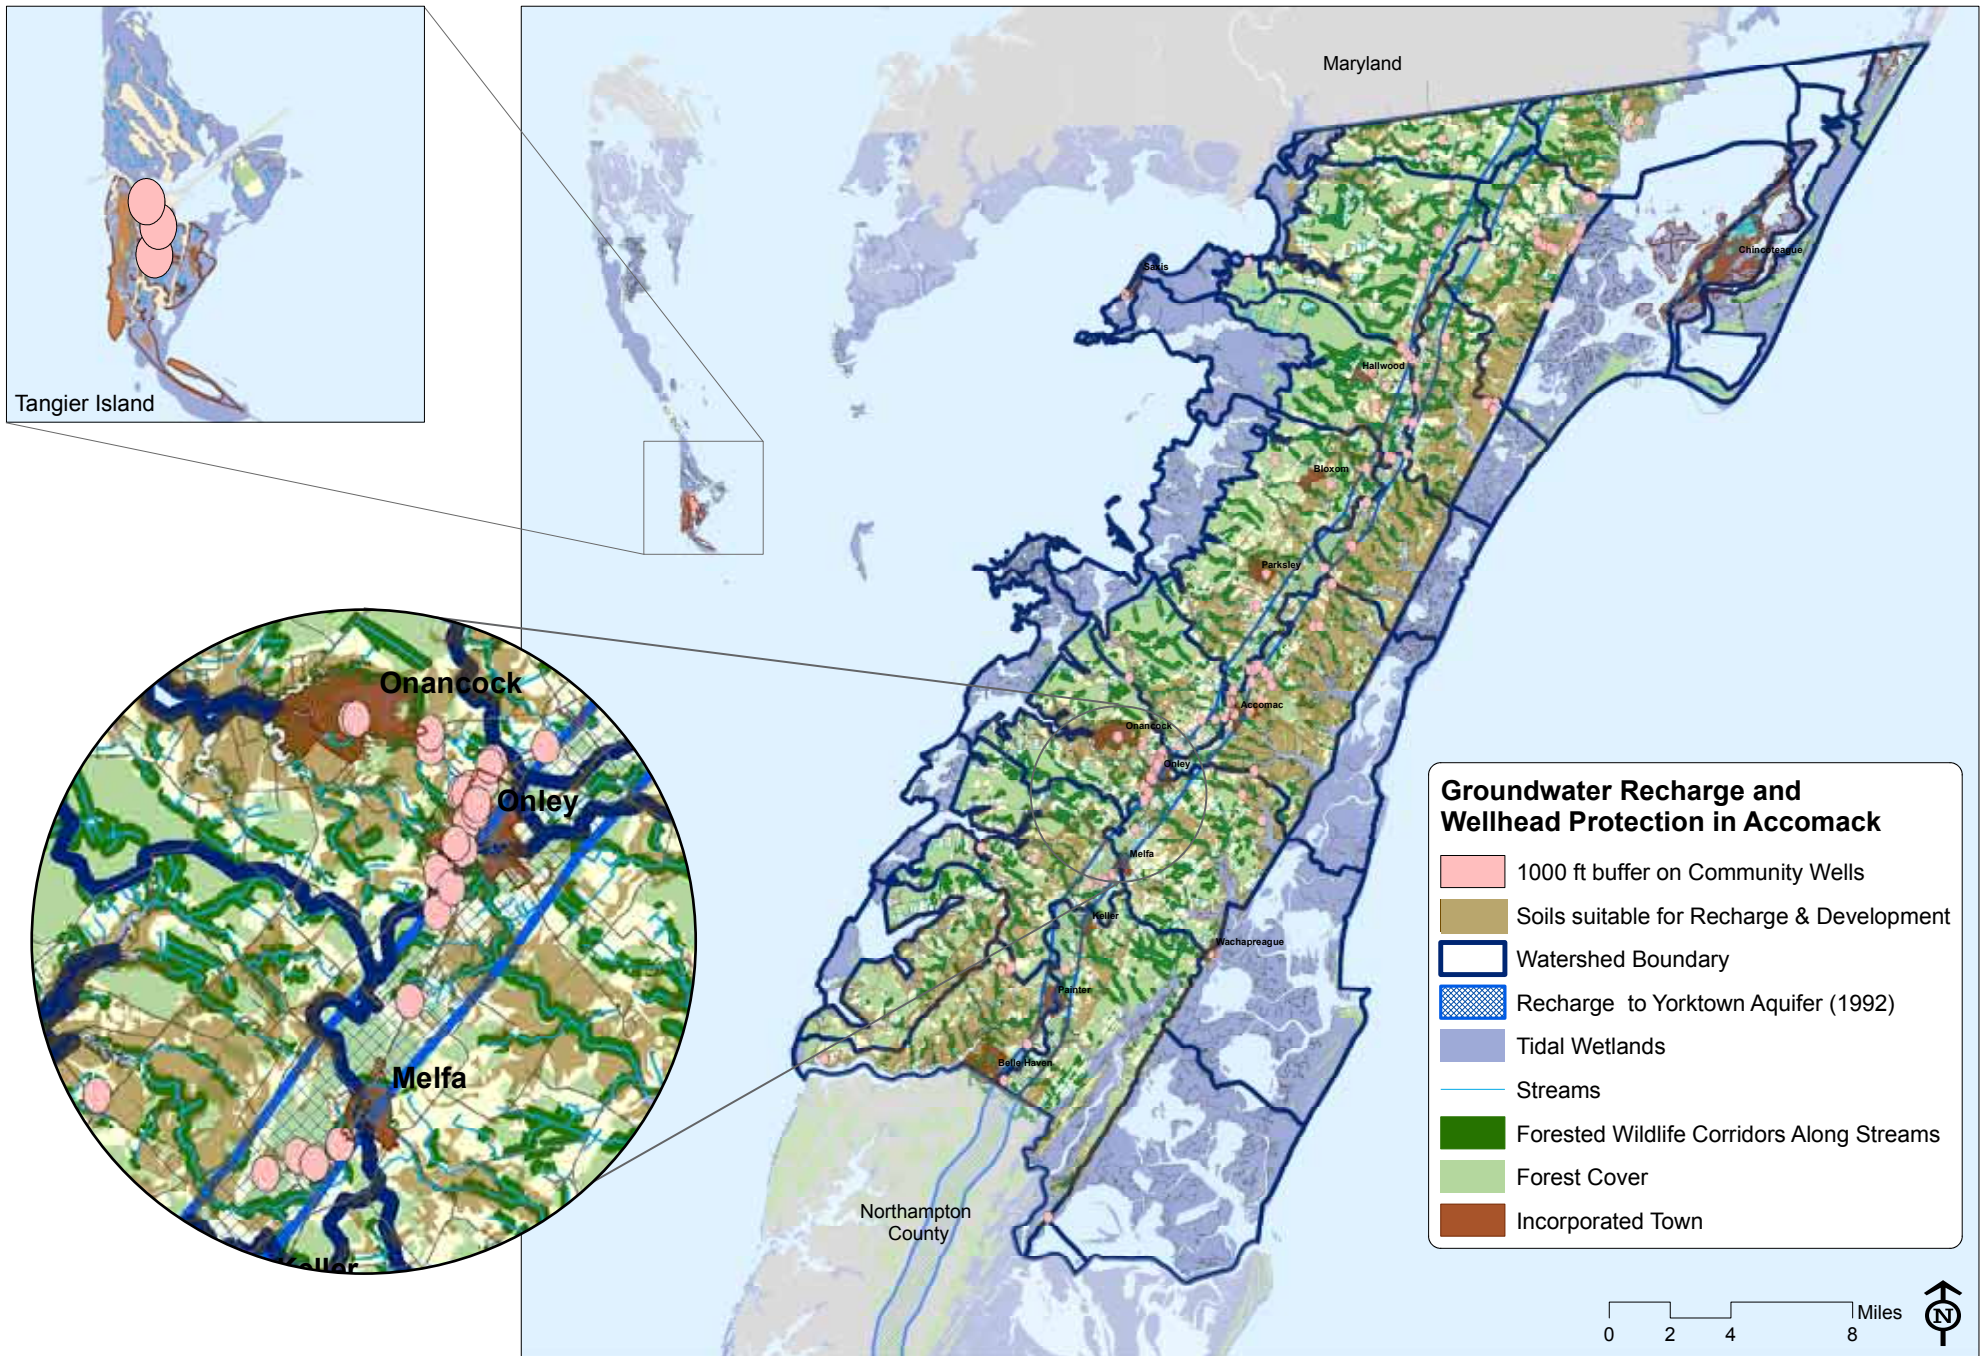 Tangier Island
Maryland
Chincoteague
Saxis
Hallwood
Bloxom
Parksley
Accomac
Onancock
Onley
Melfa
Keller
Wachapreague
Painter
Belle Haven
Northampton
County
Onancock
Onley
Melfa
Keller
Groundwater Recharge and
Wellhead Protection in Accomack
1000 ft buffer on Community Wells
Soils suitable for Recharge & Development
Watershed Boundary
Recharge to Yorktown Aquifer (1992)
Tidal Wetlands
Streams
Forested Wildlife Corridors Along Streams
Forest Cover
Incorporated Town
Miles
0 2 4 8
N